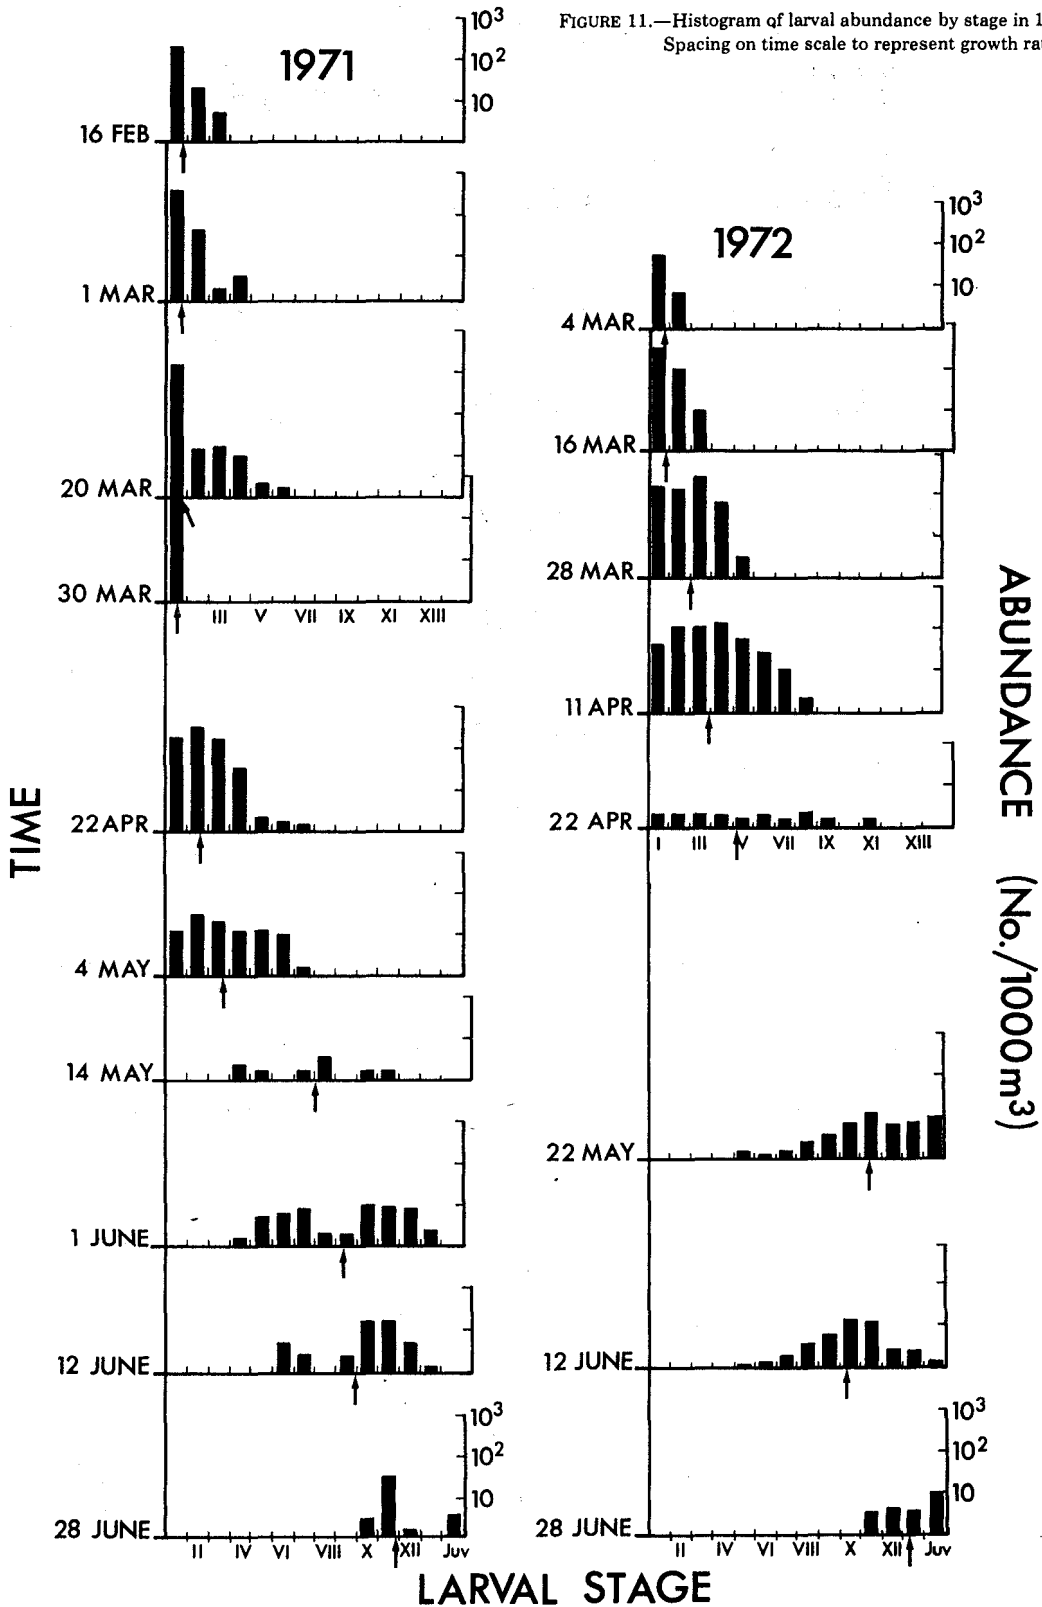 FIGURE 11.—Histogram of larval abundance by stage in 1
Spacing on time scale to represent growth ra
1971
10³
10²
10
16 FEB
1 MAR
20 MAR
30 MAR
III V VII IX XI XIII
22 APR
4 MAY
14 MAY
1 JUNE
12 JUNE
10³
10²
10
28 JUNE
II IV VI VIII X XII Juv
TIME
1972
10³
10²
10
4 MAR
16 MAR
28 MAR
11 APR
22 APR
I III V VII IX XI XIII
22 MAY
12 JUNE
10³
10²
10
28 JUNE
II IV VI VIII X XII Juv
ABUNDANCE (No./1000m³)
LARVAL STAGE